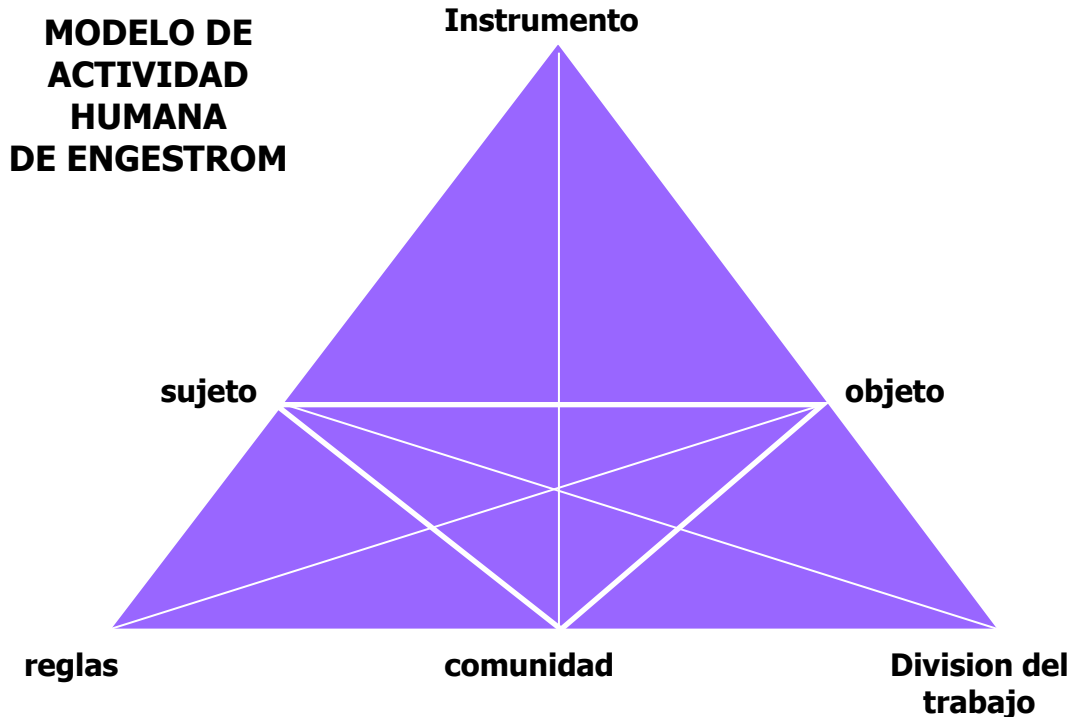 MODELO DE
ACTIVIDAD
HUMANA
DE ENGESTROM
Instrumento
sujeto
objeto
reglas
comunidad
Division del
trabajo